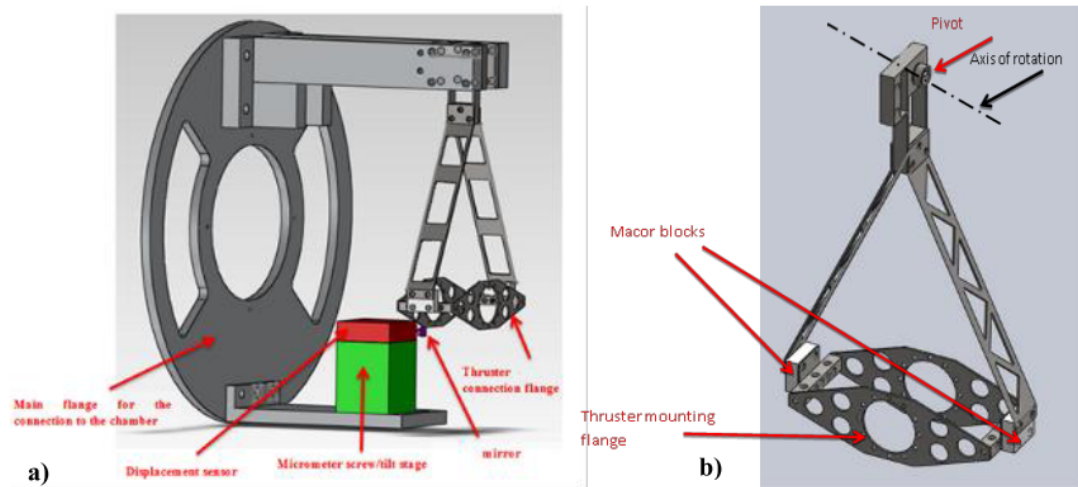 Main flange for the
connection to the chamber
Displacement sensor
Micrometer screw/tilt stage
mirror
Thruster
connection flange
a)
Pivot
Axis of rotation
Macor blocks
Thruster mounting
flange
b)